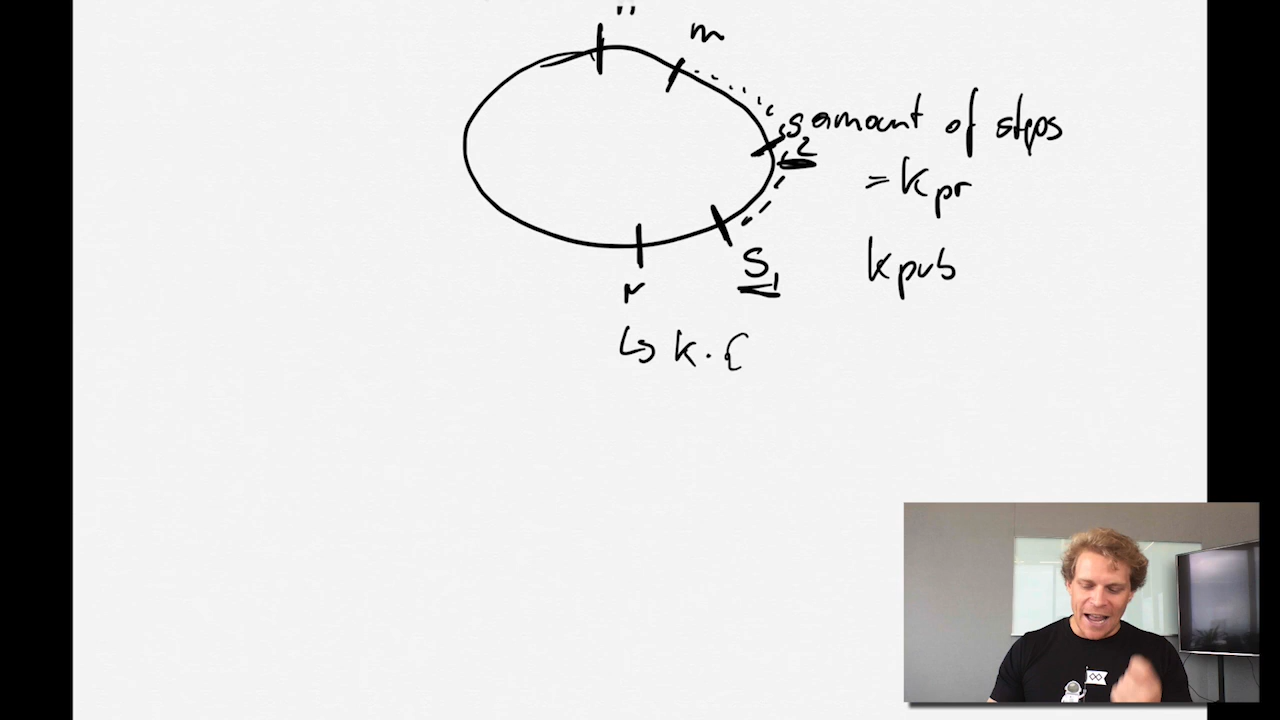 m
S2
amount of steps
= kpr
kpub
S1
r
↳ k · {